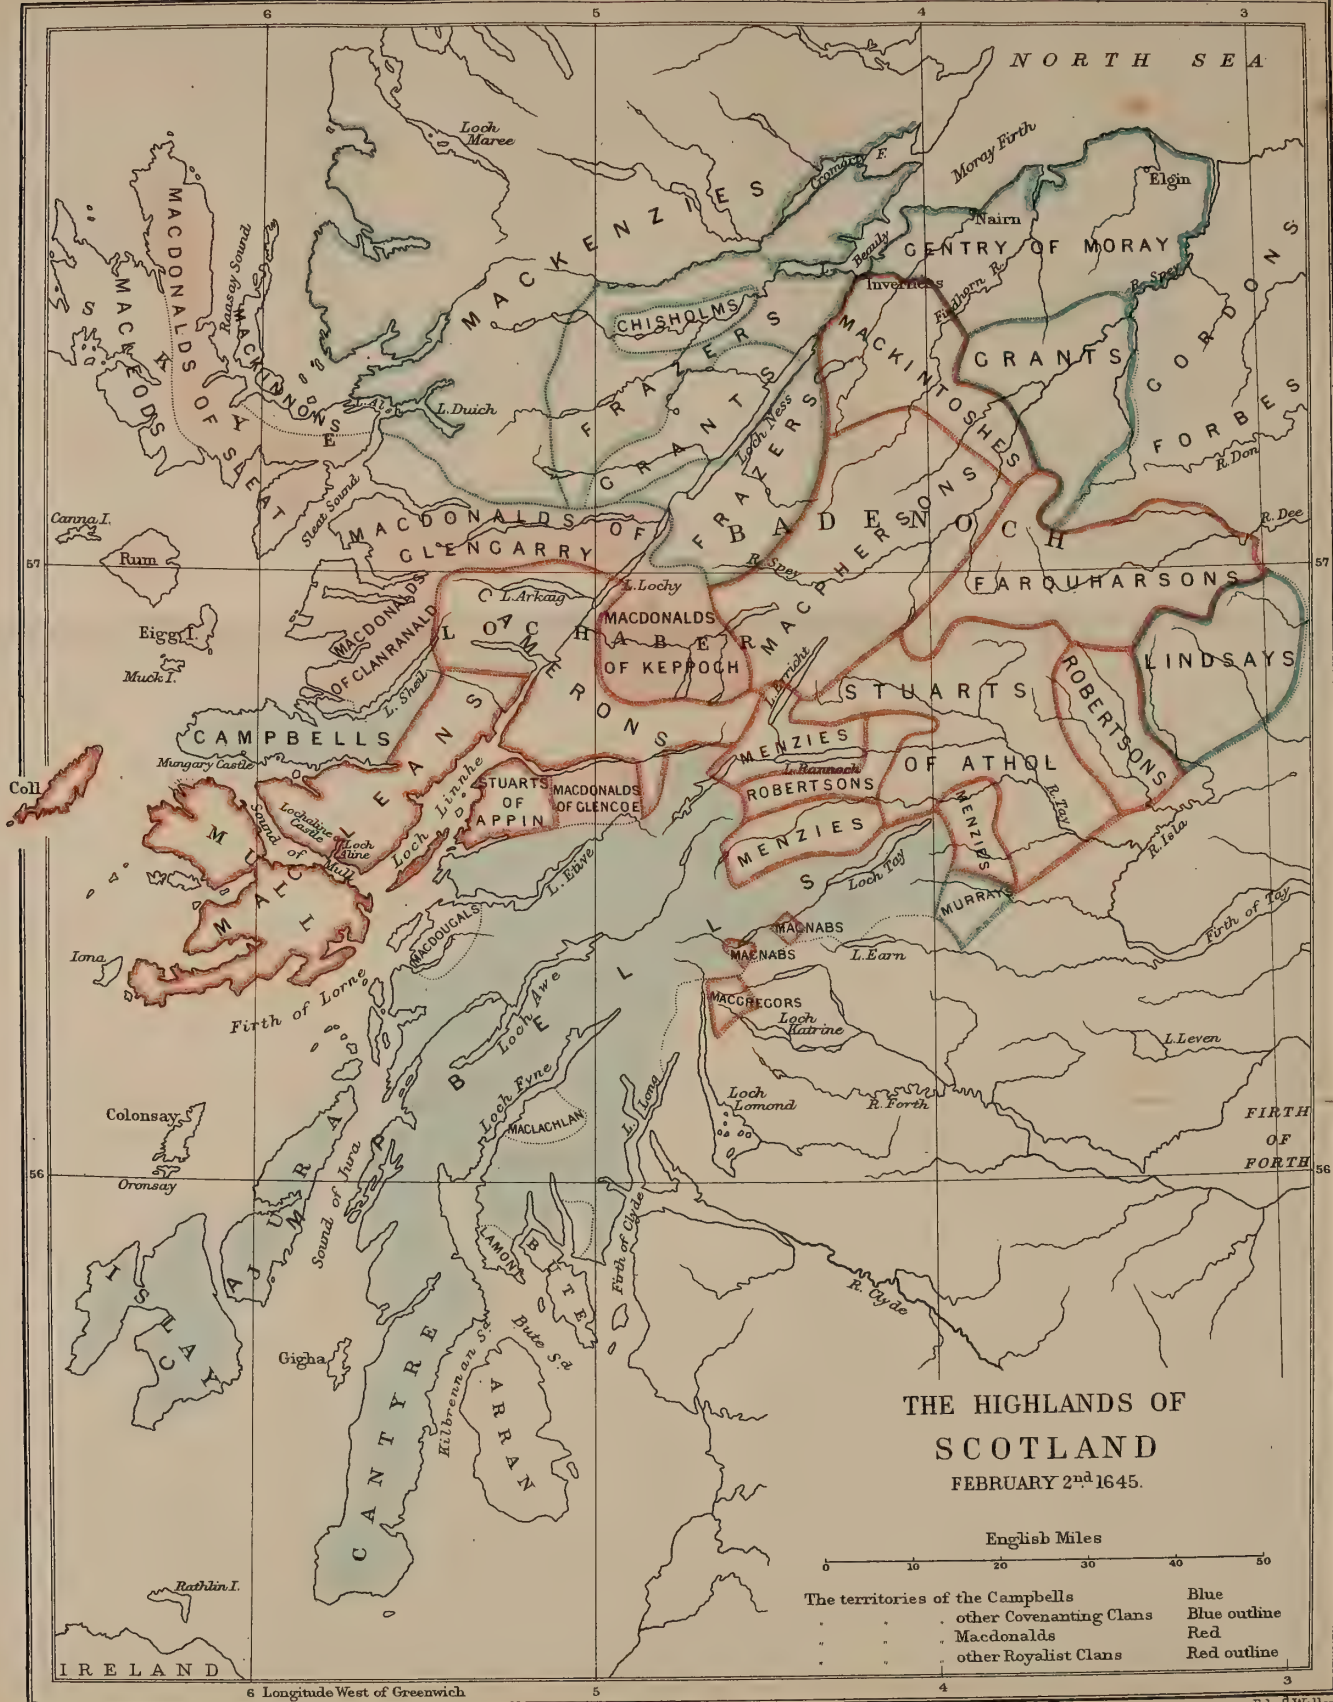 6 5 4 3
NORTH SEA
Loch
Maree
Cromarty F.
Moray Firth
Elgin
Nairn
MACKENZIES
MACDONALDS OF SLEAT
MACLEODS
Raasay Sound
MACKINNONS
SKYE
L. Beauly
GENTRY OF MORAY
Inverness
Findhorn R.
R. Spey
GORDONS
CHISHOLMS
FRAZERS
MACKINTOSHES
GRANTS
L. Alsh
L. Duich
GRANTS
Loch Ness
FRAZERS
FORBES
R. Don
Sleat Sound
Canna I.
MACDONALDS OF
GLENGARRY
BADENOCH
MACPHERSONS
R. Dee
57
Rum
R. Spey
57
L. Lochy
L. Arkaig
FARQUHARSONS
MACDONALDS
OF CLANRANALD
CAMERONS
LOCHABER
MACDONALDS
OF KEPPOCH
Eigg I.
Muck I.
L. Sheil
L. Erricht
STUARTS
OF ATHOL
ROBERTSONS
LINDSAYS
CAMPBELLS
Mungary Castle
MENZIES
L. Rannoch
ROBERTSONS
Coll
MACLEANS
Loch Linnhe
STUARTS
OF
APPIN
MACDONALDS
OF GLENCOE
Lochaline
Castle
Loch
Aline
Sound of Mull
MULL
MENZIES
MENZIES
R. Tay
R. Isla
L. Etive
Loch Tay
MURRAYS
Firth of Tay
MACDOUGALS
MACNABS
MACNABS
L. Earn
Iona
Firth of Lorne
CAMPBELLS
Loch Awe
MACGREGORS
Loch
Katrine
L. Leven
Loch Fyne
L. Long
Loch
Lomond
R. Forth
Colonsay
MACLACHLAN
FIRTH
OF
FORTH
56
Oronsay
56
JURA
Sound of Jura
LAMONT
BUTE
Firth of Clyde
ISLAY
R. Clyde
Bute Sd.
Gigha
Kilbrennan Sd.
ARRAN
CANTYRE
THE HIGHLANDS OF
SCOTLAND
FEBRUARY 2nd. 1645.
English Miles
0 10 20 30 40 50
Rathlin I.
The territories of the Campbells Blue
" " " other Covenanting Clans Blue outline
" " " Macdonalds Red
" " " other Royalist Clans Red outline
IRELAND
6 Longitude West of Greenwich 5 4 3